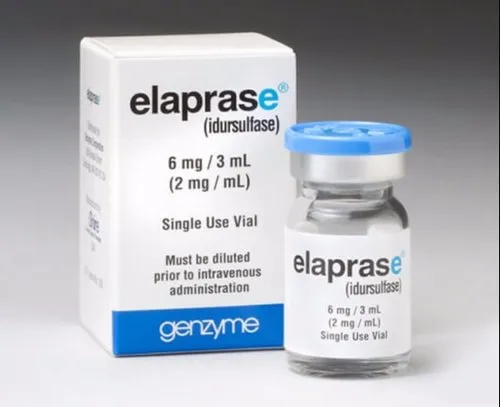 elaprase®
(idursulfase)
6 mg / 3 mL
(2 mg / mL)
Single Use Vial
Must be diluted
prior to intravenous
administration
genzyme
elaprase
elaprase®
(idursulfase)
6 mg / 3 mL
(2 mg / mL)
Single Use Vial